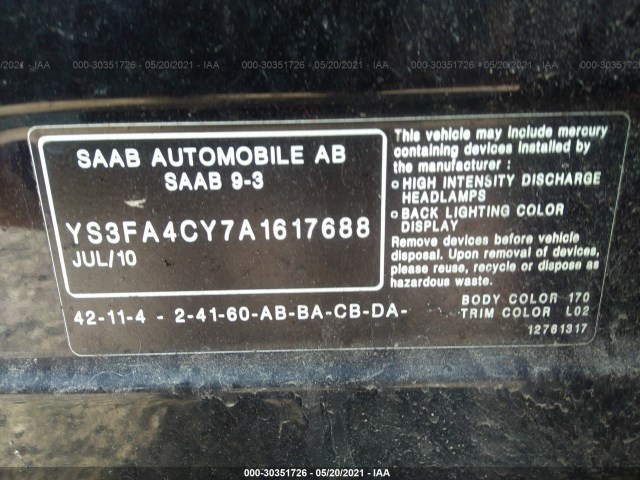 000-30351726 - 05/20/2021 - IAA
SAAB AUTOMOBILE AB
SAAB 9-3
YS3FA4CY7A1617688
JUL/10
42-11-4 - 2-41-60-AB-BA-CB-DA-
This vehicle may include mercury
containing devices installed by
the manufacturer :
HIGH INTENSITY DISCHARGE
HEADLAMPS
BACK LIGHTING COLOR
DISPLAY
Remove devices before vehicle
disposal. Upon removal of devices,
please reuse, recycle or dispose as
hazardous waste.
BODY COLOR 170
TRIM COLOR L02
12761317
000-30351726 - 05/20/2021 - IAA